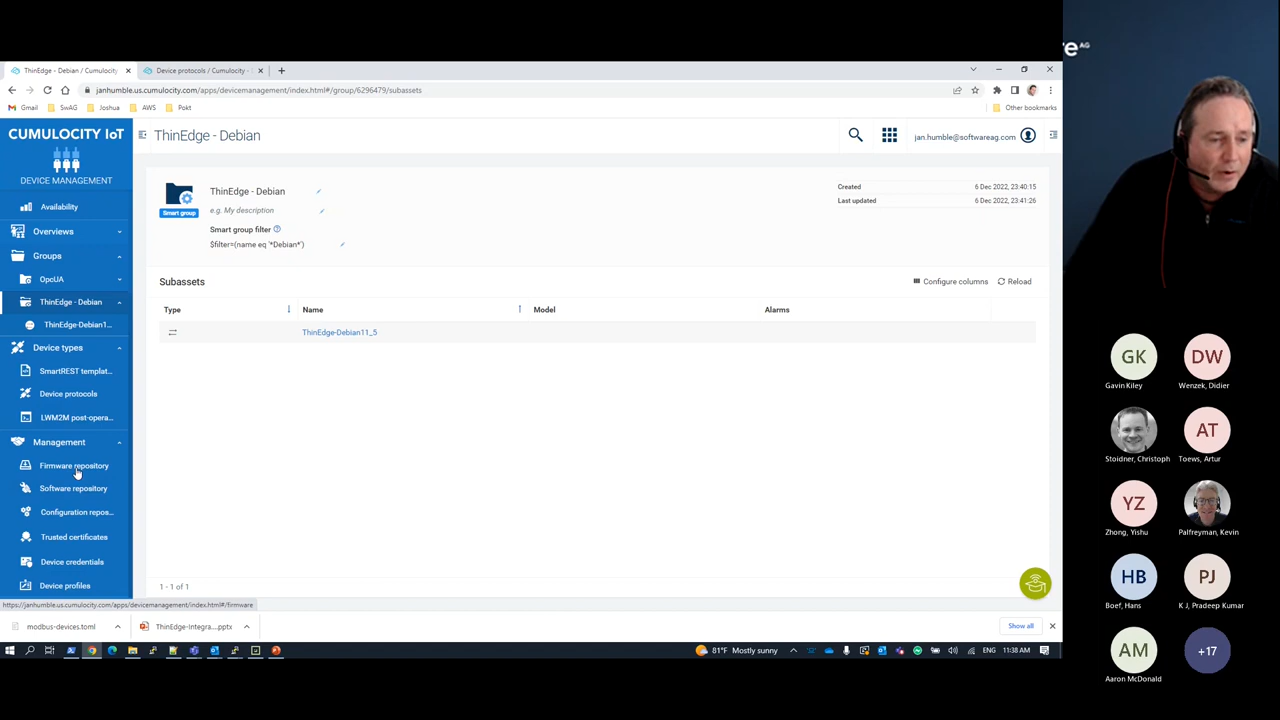 ThinEdge - Debian / Cumulocity
Device protocols / Cumulocity -
janhumble.us.cumulocity.com/apps/devicemanagement/index.html#/group/6296479/subassets
Gmail
SwAG
Joshua
AWS
Pokt
Other bookmarks
CUMULOCITY IoT
DEVICE MANAGEMENT
Availability
Overviews
Groups
OpcUA
ThinEdge - Debian
ThinEdge-Debian1...
Device types
SmartREST templat...
Device protocols
LWM2M post-opera...
Management
Firmware repository
Software repository
Configuration repos...
Trusted certificates
Device credentials
Device profiles
ThinEdge - Debian
jan.humble@softwareag.com
Smart group
ThinEdge - Debian
e.g. My description
Smart group filter
$filter=(name eq '*Debian*')
Created
6 Dec 2022, 23:40:15
Last updated
6 Dec 2022, 23:41:26
Subassets
Configure columns
Reload
Type
Name
Model
Alarms
ThinEdge-Debian11_5
1 - 1 of 1
https://janhumble.us.cumulocity.com/apps/devicemanagement/index.html#/firmware
modbus-devices.toml
ThinEdge-Integra....pptx
Show all
81°F Mostly sunny
ENG
11:38 AM
re AG
GK
Gavin Kiley
DW
Wenzek, Didier
Stoidner, Christoph
AT
Toews, Artur
YZ
Zhong, Yishu
Palfreyman, Kevin
HB
Boef, Hans
PJ
K J, Pradeep Kumar
AM
Aaron McDonald
+17